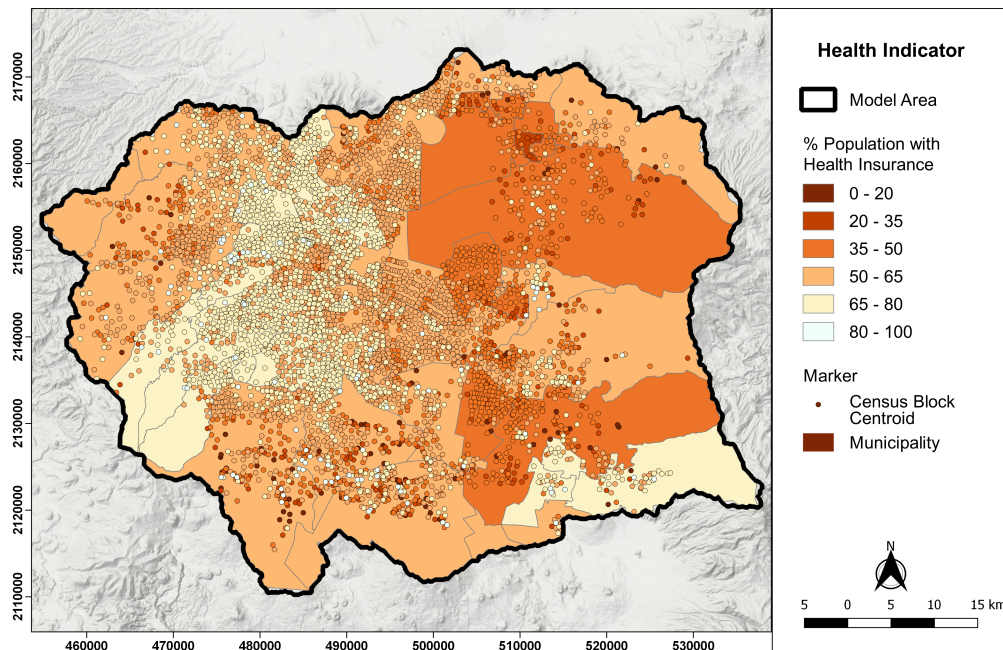 Health Indicator
Model Area
% Population with
Health Insurance
0 - 20
20 - 35
35 - 50
50 - 65
65 - 80
80 - 100
Marker
Census Block
Centroid
Municipality
N
5 0 5 10 15 km
2170000
2160000
2150000
2140000
2130000
2120000
2110000
460000 470000 480000 490000 500000 510000 520000 530000